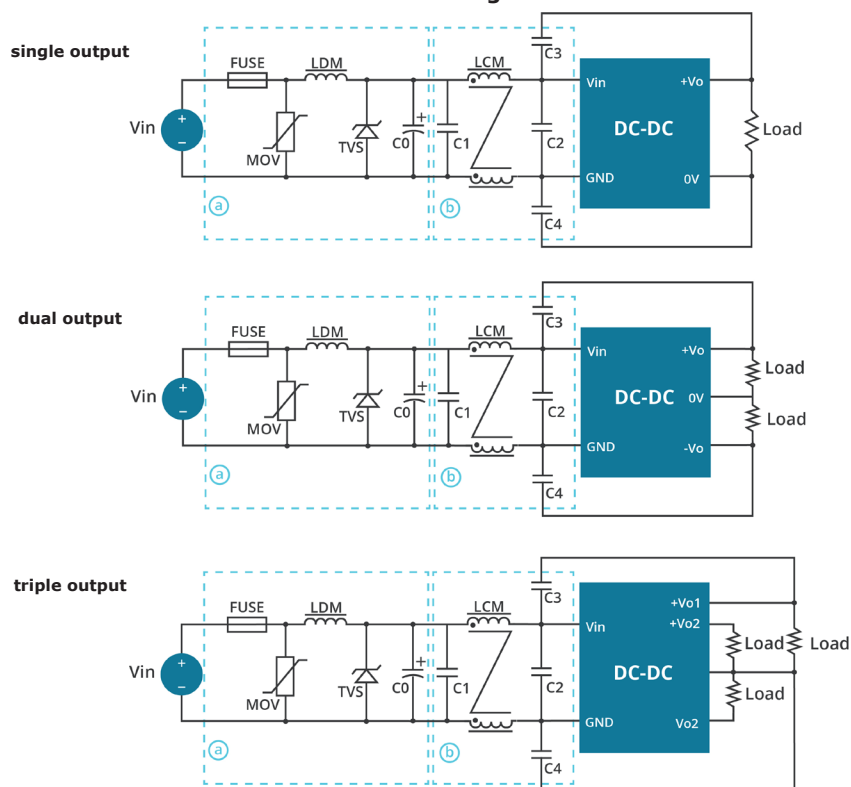 single output
FUSE
LDM
LCM
C3
Vin
+
−
MOV
TVS
C0
+
C1
C2
Vin
+Vo
DC-DC
GND
0V
Load
C4
a
b
dual output
FUSE
LDM
LCM
C3
Vin
+
−
MOV
TVS
C0
+
C1
C2
Vin
+Vo
DC-DC
0V
GND
-Vo
Load
Load
C4
a
b
triple output
FUSE
LDM
LCM
C3
Vin
+
−
MOV
TVS
C0
+
C1
C2
Vin
+Vo1
+Vo2
DC-DC
GND
Vo2
Load
Load
Load
C4
a
b